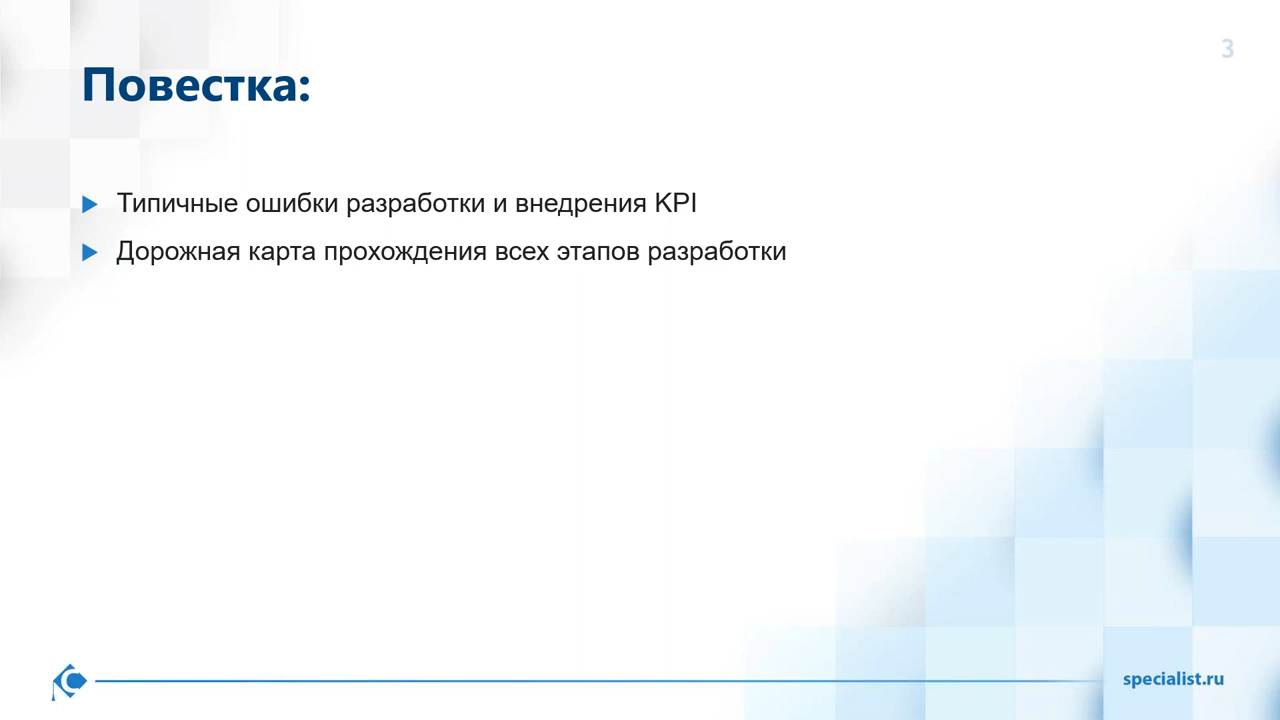 3
Повестка:
Типичные ошибки разработки и внедрения KPI
Дорожная карта прохождения всех этапов разработки
specialist.ru